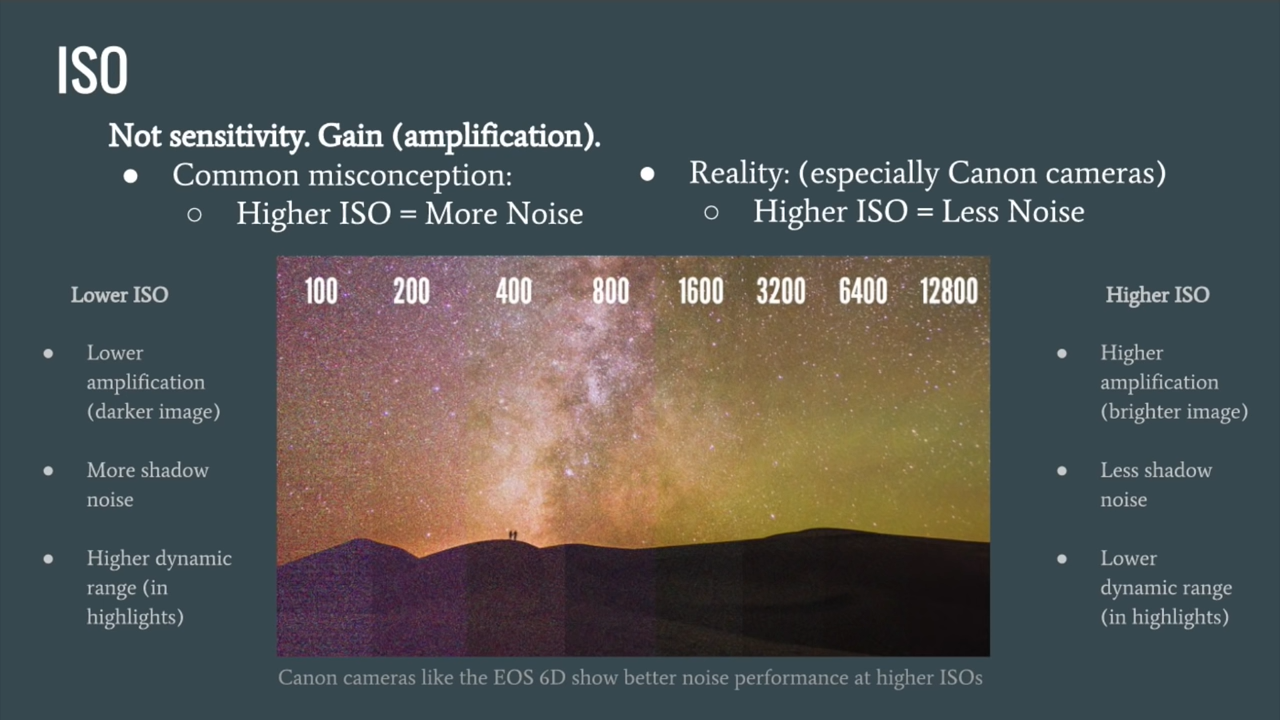 ISO
Not sensitivity. Gain (amplification).
● Common misconception:
○ Higher ISO = More Noise
● Reality: (especially Canon cameras)
○ Higher ISO = Less Noise
Lower ISO
● Lower
amplification
(darker image)
● More shadow
noise
● Higher dynamic
range (in
highlights)
100 200 400 800 1600 3200 6400 12800
Higher ISO
● Higher
amplification
(brighter image)
● Less shadow
noise
● Lower
dynamic range
(in highlights)
Canon cameras like the EOS 6D show better noise performance at higher ISOs